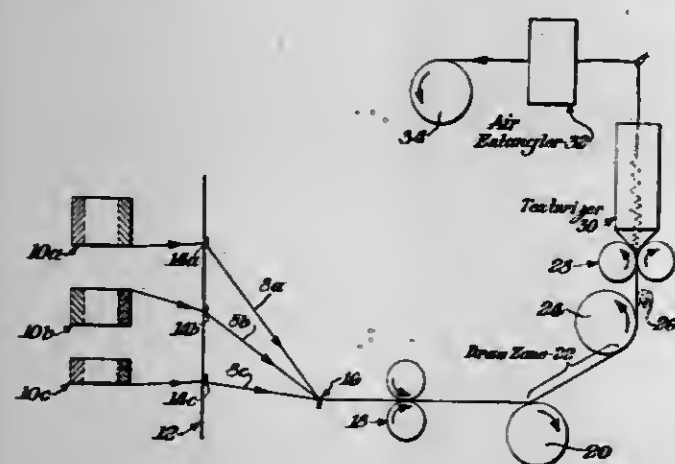 34
Air
Entangler-32
Texturizer
30
10a
14a
28
8a
24
26
10b
8b
14b
Draw Zone-22
10c
8c
16
14c
18
12
20